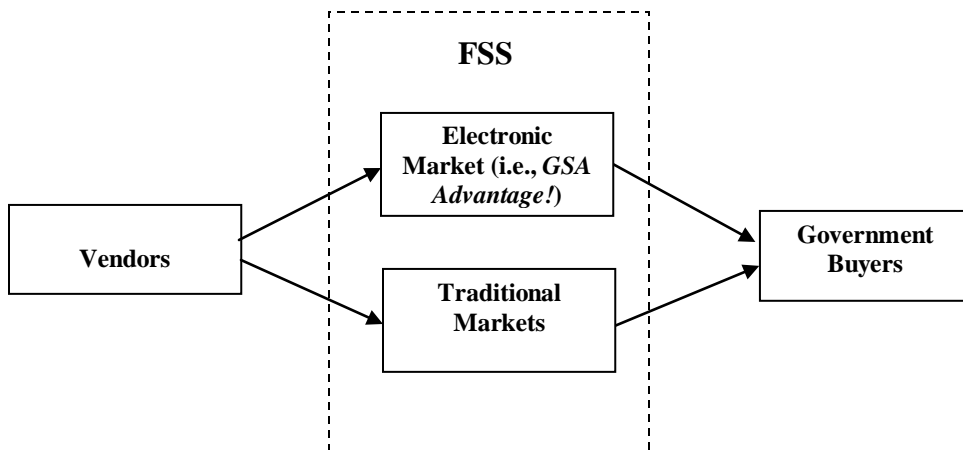 FSS
Electronic
Market (i.e., GSA
Advantage!)
Vendors
Government
Buyers
Traditional
Markets